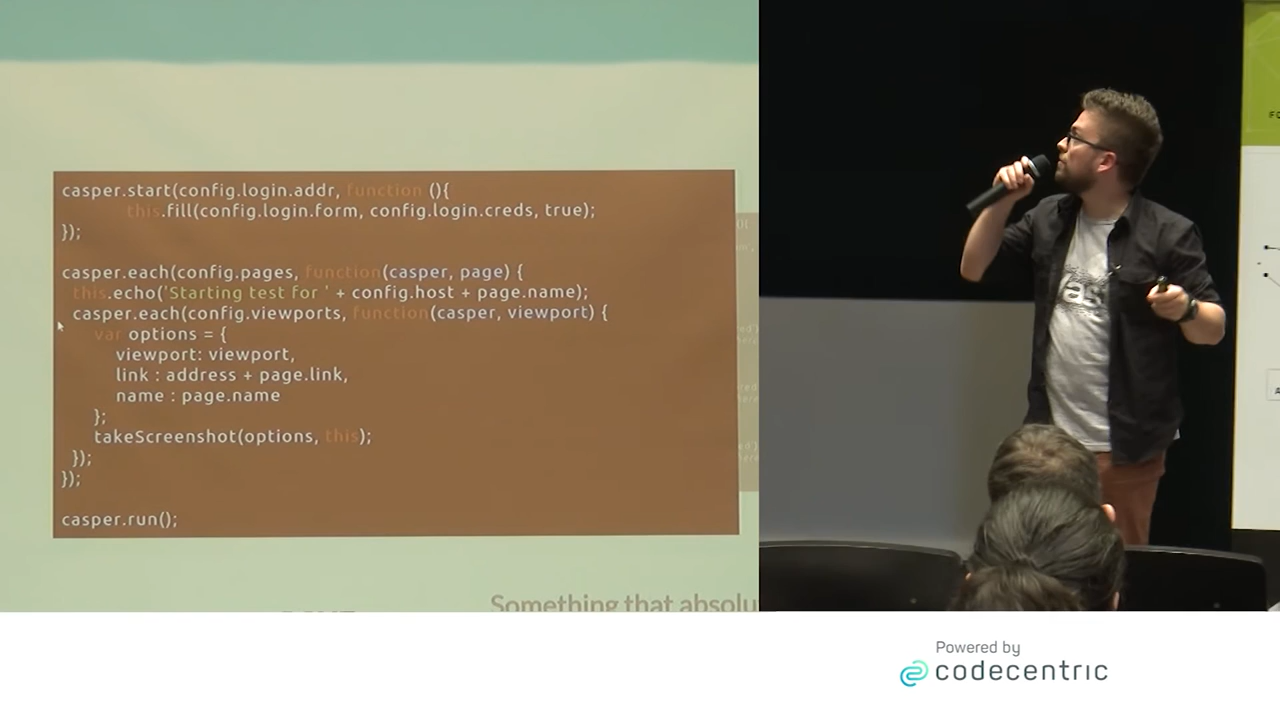 casper.start(config.login.addr, function (){
this.fill(config.login.form, config.login.creds, true);
});
casper.each(config.pages, function(casper, page) {
this.echo('Starting test for ' + config.host + page.name);
casper.each(config.viewports, function(casper, viewport) {
var options = {
viewport: viewport,
link : address + page.link,
name : page.name
};
takeScreenshot(options, this);
});
});
casper.run();
Something that absolu
Powered by
codecentric